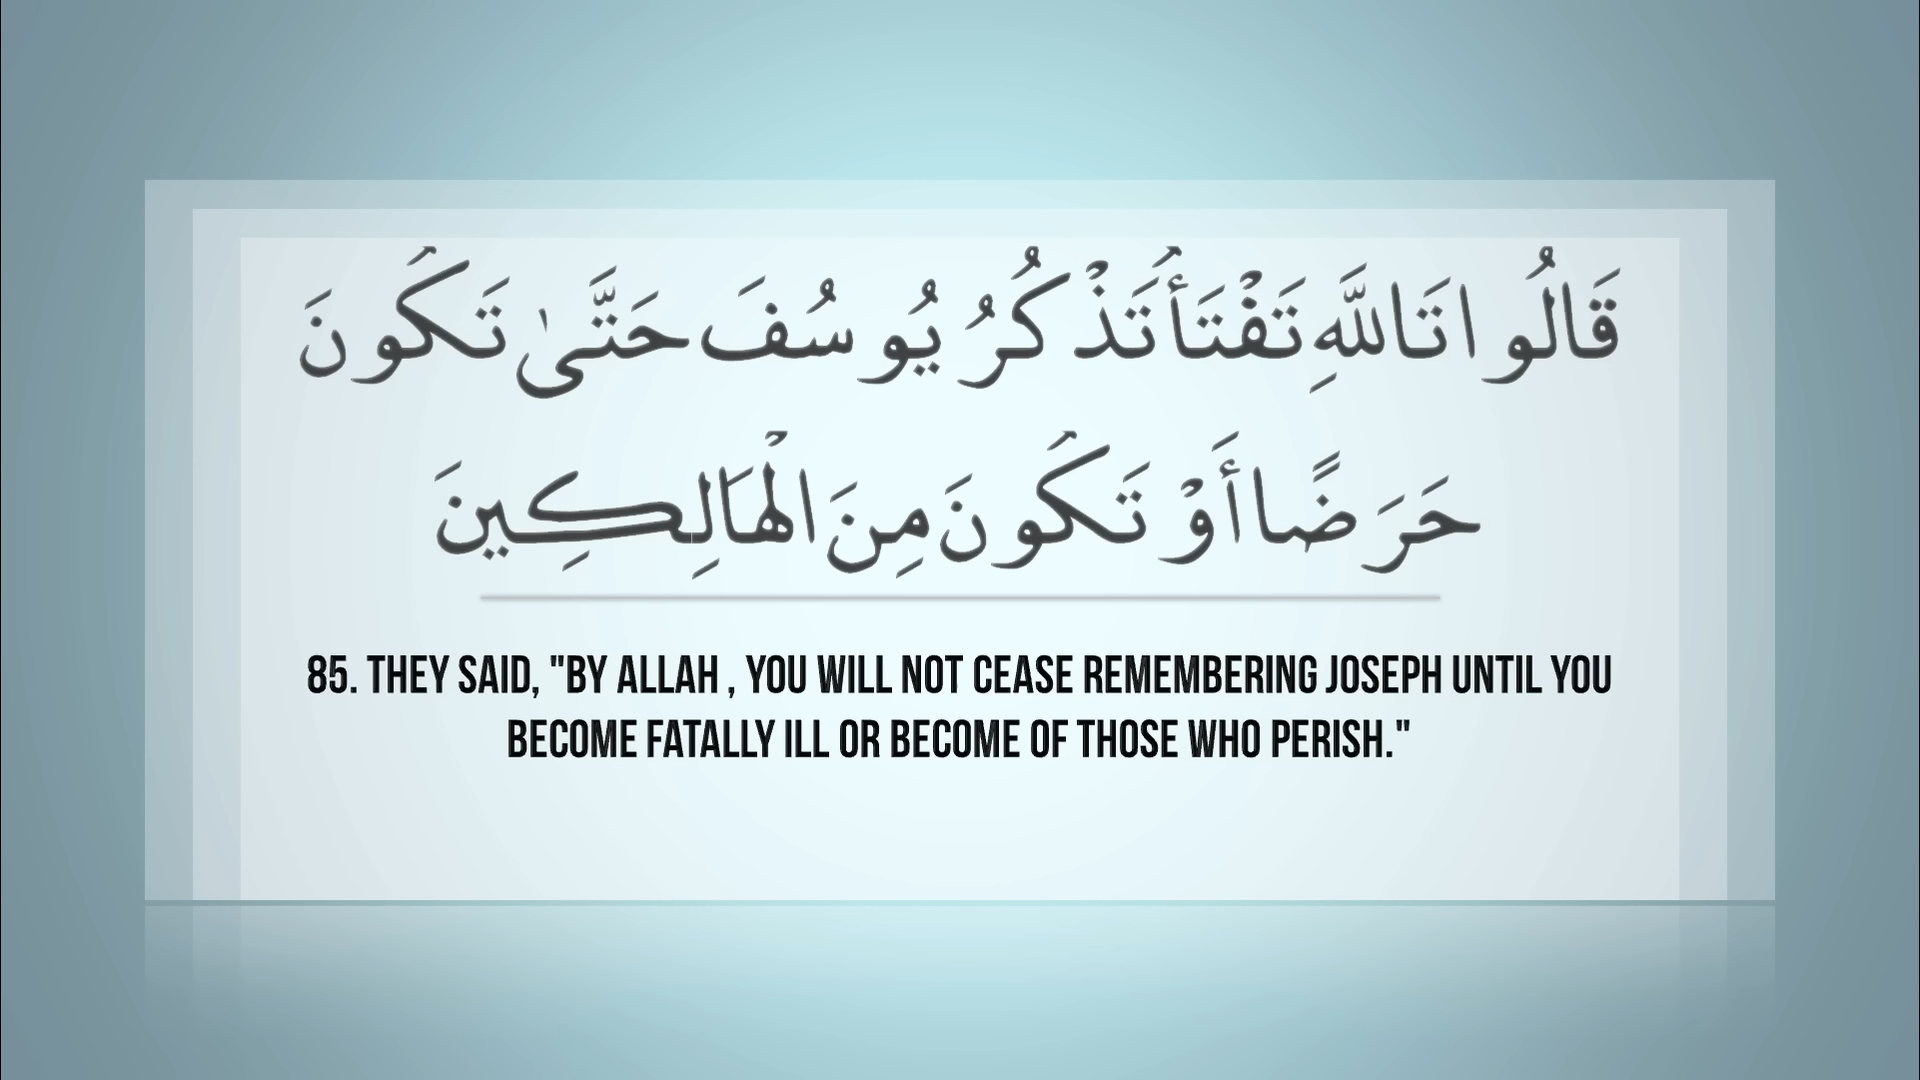 قَالُوا تَاللَّهِ تَفْتَأُ تَذْكُرُ يُوسُفَ حَتَّىٰ تَكُونَ
حَرَضًا أَوْ تَكُونَ مِنَ الْهَالِكِينَ
85. THEY SAID, "BY ALLAH , YOU WILL NOT CEASE REMEMBERING JOSEPH UNTIL YOU
BECOME FATALLY ILL OR BECOME OF THOSE WHO PERISH."